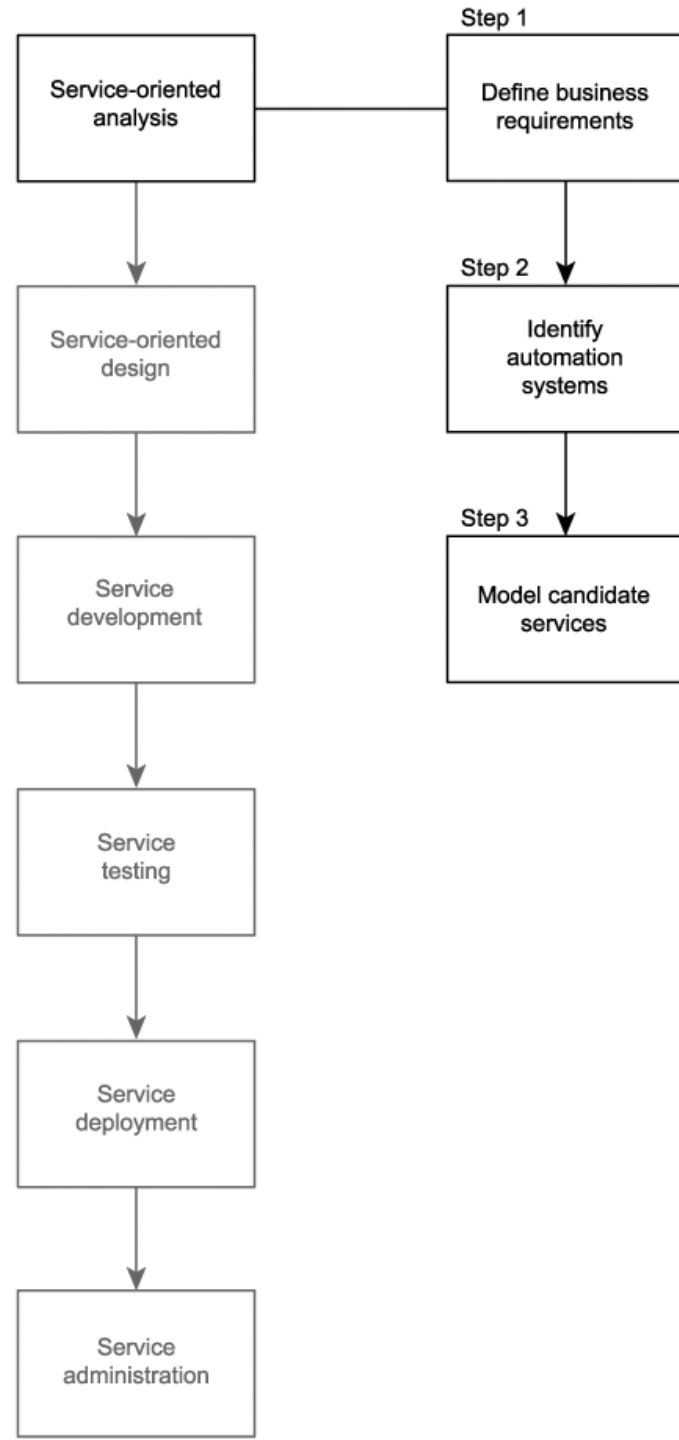 Step 1
Service-oriented
analysis
Define business
requirements
Step 2
Service-oriented
design
Identify
automation
systems
Step 3
Service
development
Model candidate
services
Service
testing
Service
deployment
Service
administration